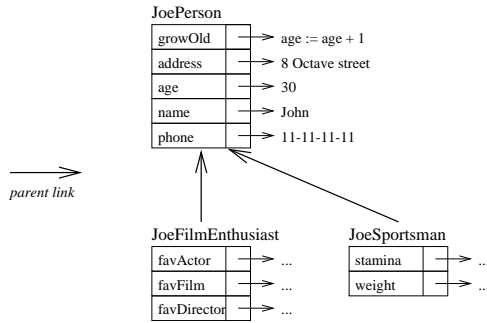 JoePerson
growOld age := age + 1
address 8 Octave street
age 30
name John
phone 11-11-11-11
parent link
JoeFilmEnthusiast JoeSportsman
favActor ... stamina ...
favFilm ... weight ...
favDirector ...